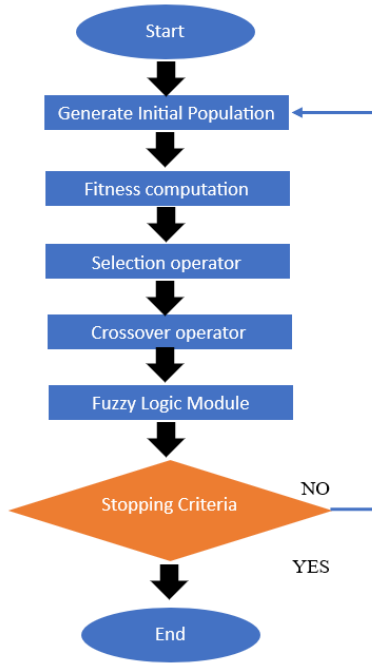 Start
Generate Initial Population
Fitness computation
Selection operator
Crossover operator
Fuzzy Logic Module
Stopping Criteria
NO
YES
End